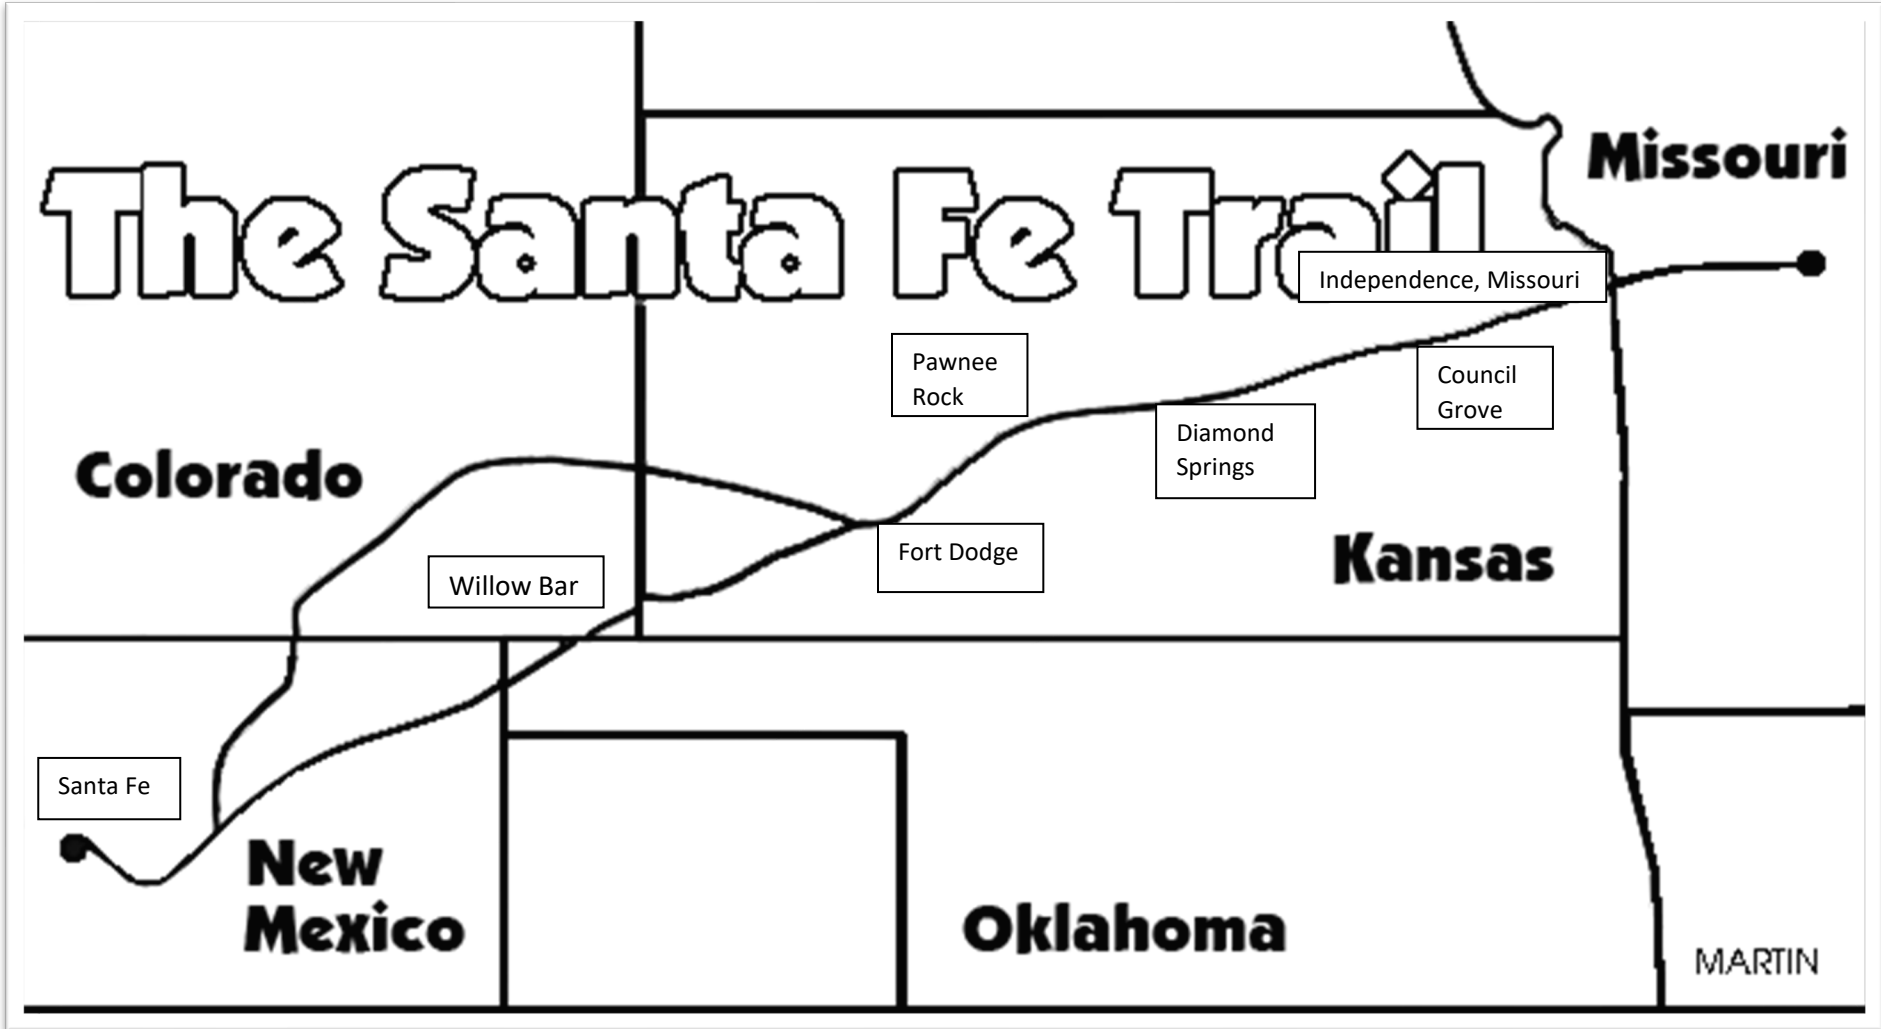 Missouri
The Santa Fe Trail
Independence, Missouri
Pawnee
Rock
Council
Grove
Diamond
Springs
Colorado
Fort Dodge
Kansas
Willow Bar
Santa Fe
New
Mexico
Oklahoma
MARTIN